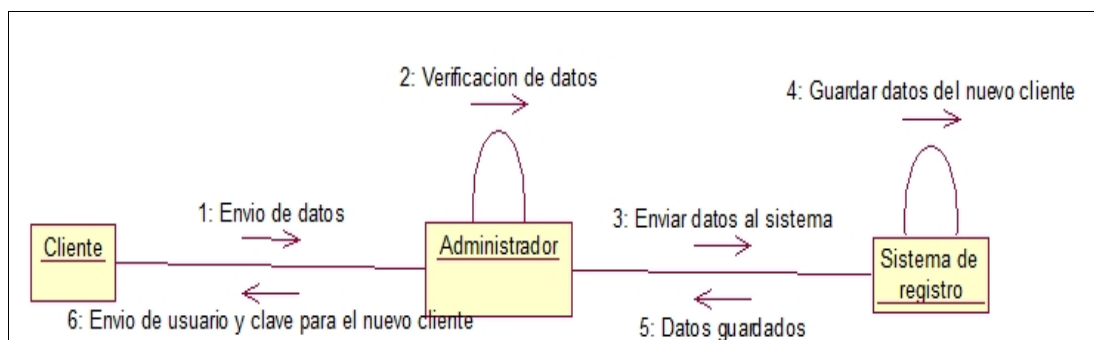 2: Verificacion de datos
4: Guardar datos del nuevo cliente
1: Envio de datos
3: Enviar datos al sistema
Cliente
Administrador
Sistema de
registro
6: Envio de usuario y clave para el nuevo cliente
5: Datos guardados